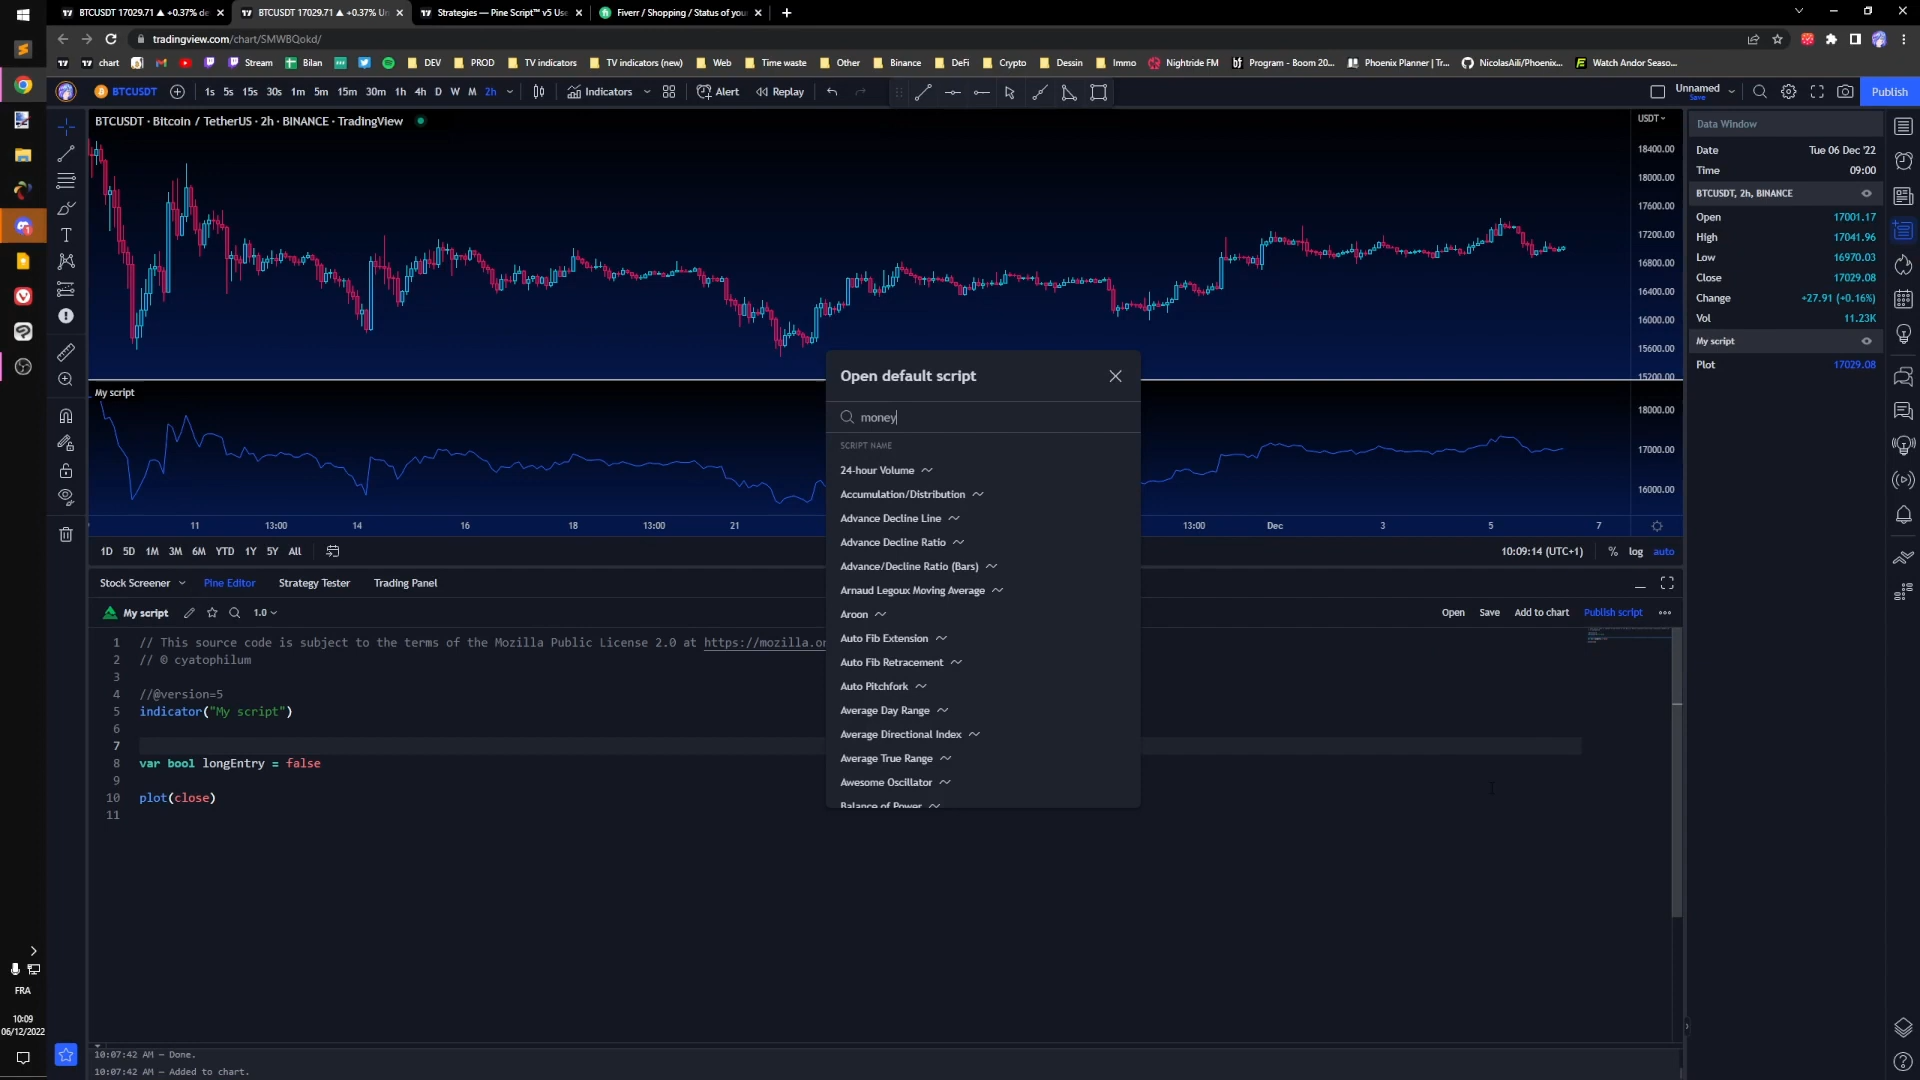 BTCUSDT 17029.71 ▲ +0.37% de
BTCUSDT 17029.71 ▲ +0.37% Un
Strategies — Pine Script™ v5 Use
Fiverr / Shopping / Status of you
tradingview.com/chart/SMWBQokd/
chart
Stream
Bilan
DEV
PROD
TV indicators
TV indicators (new)
Web
Time waste
Other
Binance
DeFi
Crypto
Dessin
Immo
Nightride FM
Program - Boom 20...
Phoenix Planner | Tr...
NicolasAili/Phoenix...
Watch Andor Seaso...
BTCUSDT
1s 5s 15s 30s 1m 5m 15m 30m 1h 4h D W M 2h
Indicators
Alert
Replay
Unnamed
Save
Publish
BTCUSDT · Bitcoin / TetherUS · 2h · BINANCE · TradingView
USDT
18400.00
18000.00
17600.00
17200.00
16800.00
16400.00
16000.00
15600.00
15200.00
Data Window
Date Tue 06 Dec '22
Time 09:00
BTCUSDT, 2h, BINANCE
Open 17001.17
High 17041.96
Low 16970.03
Close 17029.08
Change +27.91 (+0.16%)
Vol 11.23K
My script
Plot 17029.08
My script
18000.00
17000.00
16000.00
11 13:00 14 16 18 13:00 21 13:00 Dec 3 5 7
1D 5D 1M 3M 6M YTD 1Y 5Y All
10:09:14 (UTC+1) % log auto
Open default script
money
SCRIPT NAME
24-hour Volume
Accumulation/Distribution
Advance Decline Line
Advance Decline Ratio
Advance/Decline Ratio (Bars)
Arnaud Legoux Moving Average
Aroon
Auto Fib Extension
Auto Fib Retracement
Auto Pitchfork
Average Day Range
Average Directional Index
Average True Range
Awesome Oscillator
Balance of Power
Stock Screener
Pine Editor
Strategy Tester
Trading Panel
My script
1.0
Open
Save
Add to chart
Publish script
1 // This source code is subject to the terms of the Mozilla Public License 2.0 at https://mozilla.or
2 // © cyatophilum
3
4 //@version=5
5 indicator("My script")
6
7
8 var bool longEntry = false
9
10 plot(close)
11
10:07:42 AM — Done.
10:07:42 AM — Added to chart.
FRA
10:09
06/12/2022